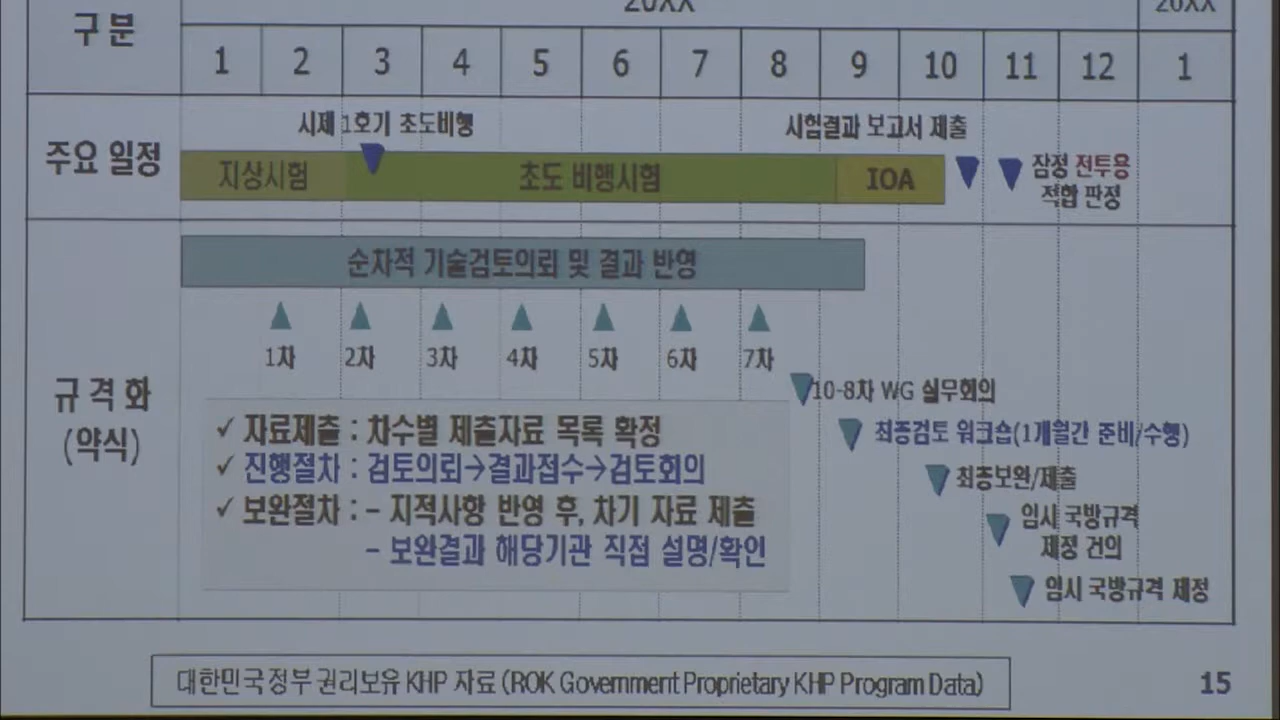 구 분
20XX
20XX
1 2 3 4 5 6 7 8 9 10 11 12 1
주요 일정
시제 1호기 초도비행
시험결과 보고서 제출
지상시험
초도 비행시험
IOA
잠정 전투용
적합 판정
규 격 화
(약식)
순차적 기술검토의뢰 및 결과 반영
1차 2차 3차 4차 5차 6차 7차
10-8차 WG 실무회의
최종검토 워크숍(1개월간 준비/수행)
최종보완/제출
임시 국방규격
제정 건의
임시 국방규격 제정
✓ 자료제출 : 차수별 제출자료 목록 확정
✓ 진행절차 : 검토의뢰→결과접수→검토회의
✓ 보완절차 : - 지적사항 반영 후, 차기 자료 제출
- 보완결과 해당기관 직접 설명/확인
대한민국정부 권리보유 KHP 자료 (ROK Government Proprietary KHP Program Data)
15